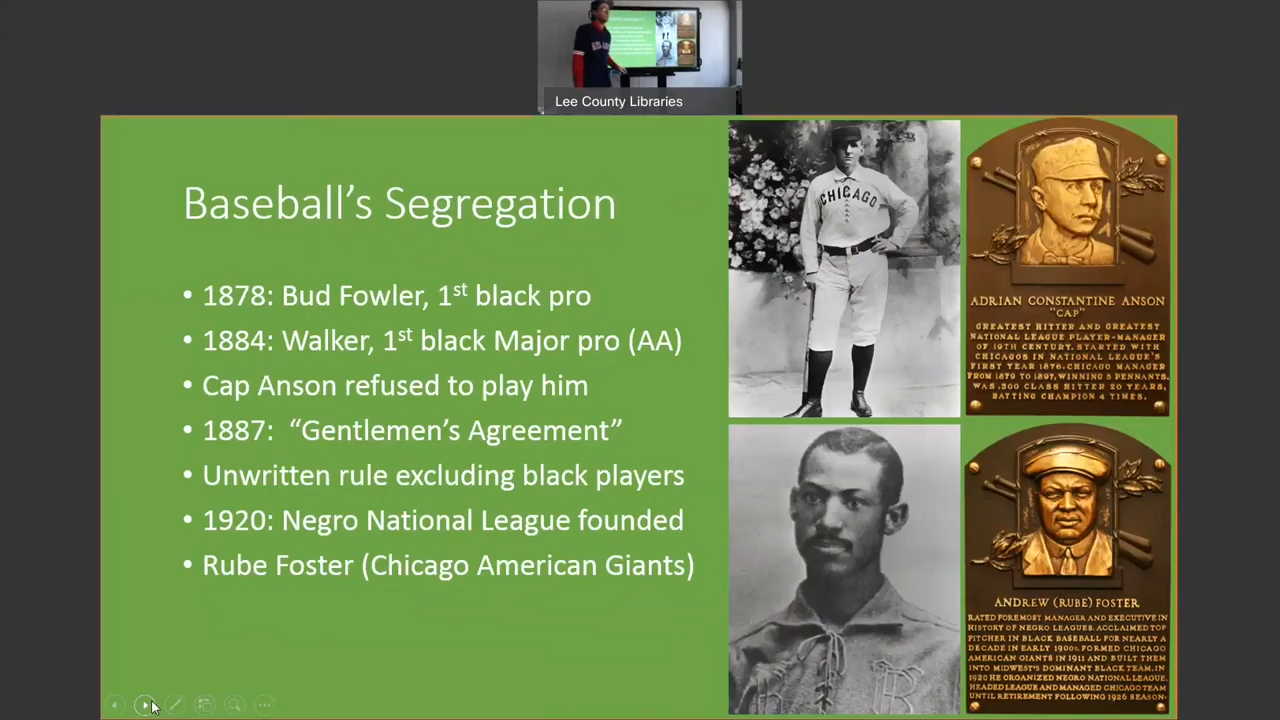 Lee County Libraries
Baseball's Segregation
• 1878: Bud Fowler, 1st black pro
• 1884: Walker, 1st black Major pro (AA)
• Cap Anson refused to play him
• 1887: “Gentlemen’s Agreement”
• Unwritten rule excluding black players
• 1920: Negro National League founded
• Rube Foster (Chicago American Giants)
CHICAGO
ADRIAN CONSTANTINE ANSON
"CAP"
GREATEST HITTER AND GREATEST
NATIONAL LEAGUE PLAYER-MANAGER
OF 19TH CENTURY. STARTED WITH
CHICAGOS IN NATIONAL LEAGUE'S
FIRST YEAR 1876. CHICAGO MANAGER
FROM 1879 TO 1897, WINNING 5 PENNANTS.
WAS .300 CLASS HITTER 20 YEARS,
BATTING CHAMPION 4 TIMES.
ANDREW (RUBE) FOSTER
RATED FOREMOST MANAGER AND EXECUTIVE IN
HISTORY OF NEGRO LEAGUES. ACCLAIMED TOP
PITCHER IN BLACK BASEBALL FOR NEARLY A
DECADE IN EARLY 1900s. FORMED CHICAGO
AMERICAN GIANTS IN 1911 AND BUILT THEM
INTO MIDWEST'S DOMINANT BLACK TEAM. IN
1920 HE ORGANIZED NEGRO NATIONAL LEAGUE.
HEADED LEAGUE AND MANAGED CHICAGO TEAM
UNTIL RETIREMENT FOLLOWING 1926 SEASON.